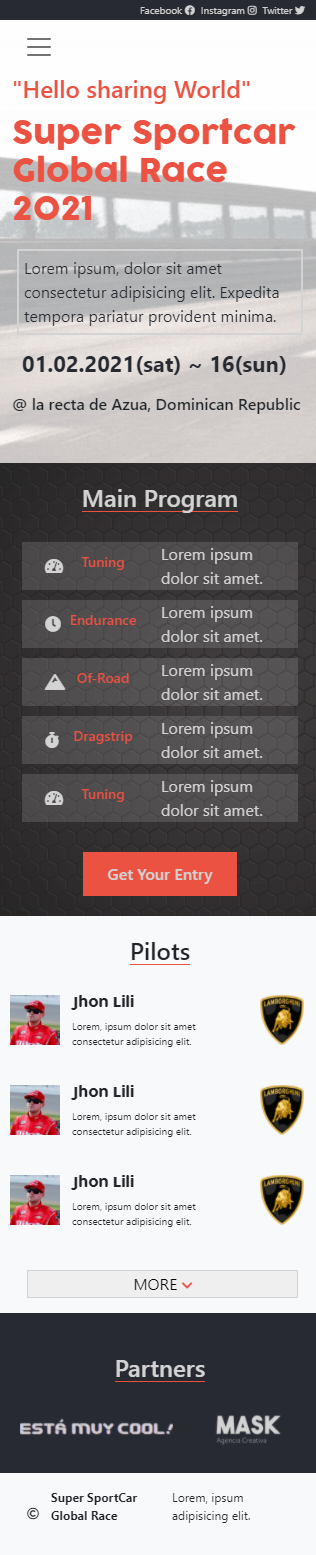 Facebook Instagram Twitter
"Hello sharing World"
Super Sportcar
Global Race
2021
Lorem ipsum, dolor sit amet
consectetur adipisicing elit. Expedita
tempora pariatur provident minima.
01.02.2021(sat) ~ 16(sun)
@ la recta de Azua, Dominican Republic
Main Program
Tuning
Lorem ipsum
dolor sit amet.
Endurance
Lorem ipsum
dolor sit amet.
Of-Road
Lorem ipsum
dolor sit amet.
Dragstrip
Lorem ipsum
dolor sit amet.
Tuning
Lorem ipsum
dolor sit amet.
Get Your Entry
Pilots
Jhon Lili
Lorem, ipsum dolor sit amet
consectetur adipisicing elit.
LAMBORGHINI
Jhon Lili
Lorem, ipsum dolor sit amet
consectetur adipisicing elit.
LAMBORGHINI
Jhon Lili
Lorem, ipsum dolor sit amet
consectetur adipisicing elit.
LAMBORGHINI
MORE
Partners
ESTÁ MUY COOL!
MASK
Agencia Creativa
©
Super SportCar
Global Race
Lorem, ipsum
adipisicing elit.